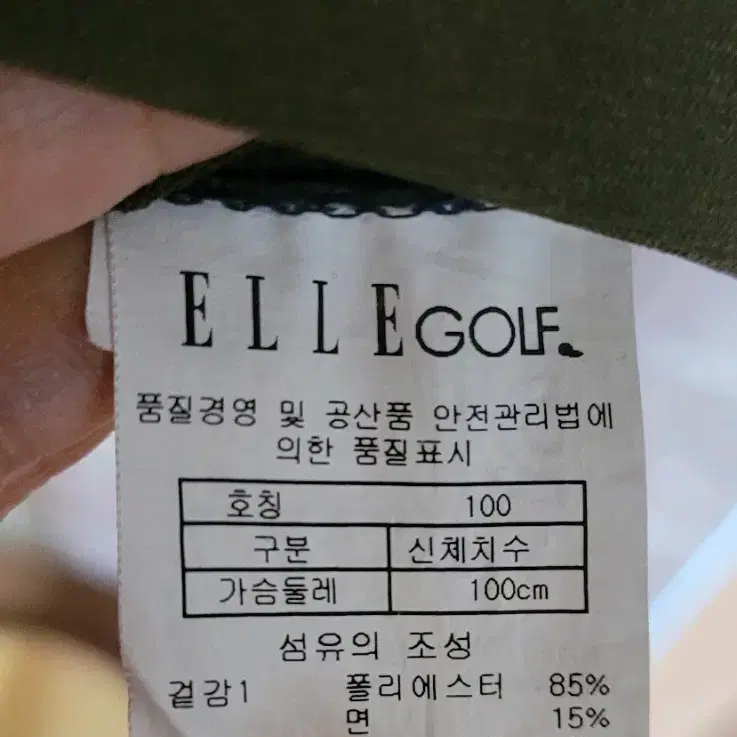 ELLE GOLF
품질경영 및 공산품 안전관리법에
의한 품질표시
호칭 100
구분 신체치수
가슴둘레 100cm
섬유의 조성
겉감1 폴리에스터 85%
면 15%